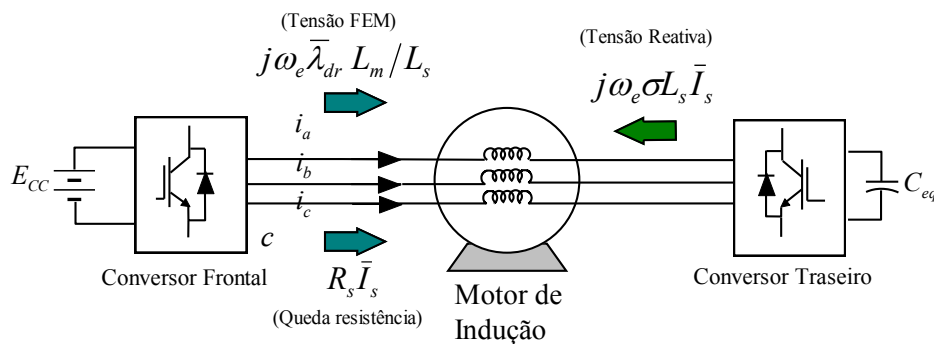 (Tensão FEM)
jω_e λ̄_dr L_m/L_s
(Tensão Reativa)
jω_e σL_s Ī_s
i_a
i_b
i_c
E_CC
C_eq
c
Conversor Frontal
R_s Ī_s
(Queda resistência)
Motor de
Indução
Conversor Traseiro